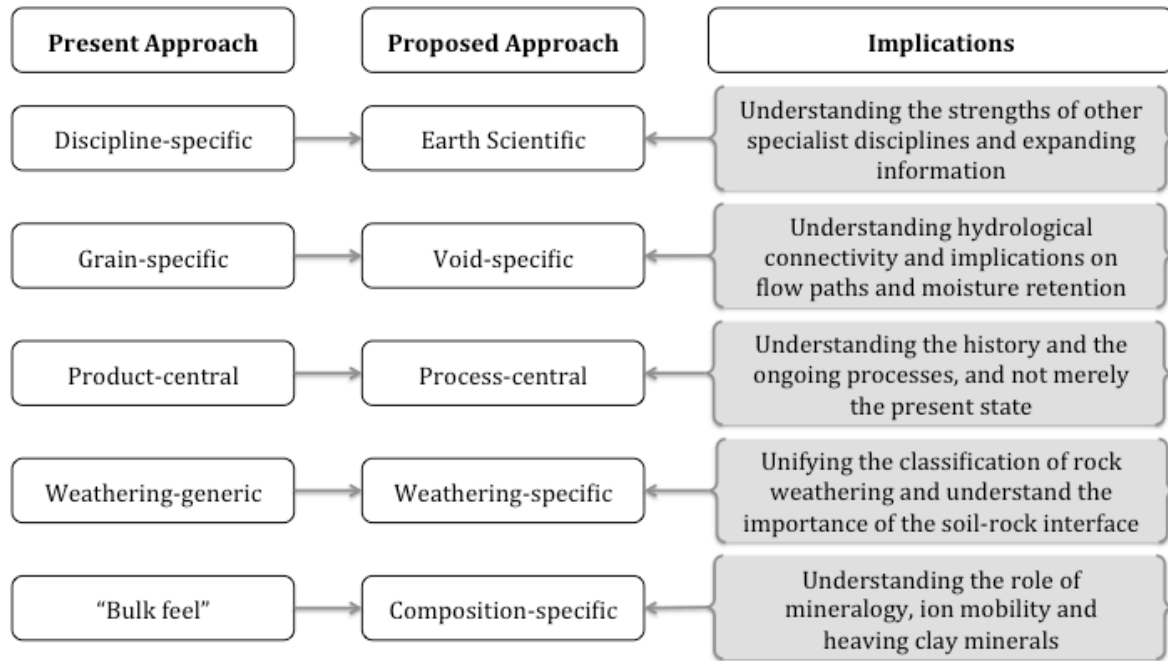 Present Approach
Proposed Approach
Implications
Discipline-specific
Earth Scientific
Understanding the strengths of other
specialist disciplines and expanding
information
Grain-specific
Void-specific
Understanding hydrological
connectivity and implications on
flow paths and moisture retention
Product-central
Process-central
Understanding the history and the
ongoing processes, and not merely
the present state
Weathering-generic
Weathering-specific
Unifying the classification of rock
weathering and understand the
importance of the soil-rock interface
“Bulk feel”
Composition-specific
Understanding the role of
mineralogy, ion mobility and
heaving clay minerals